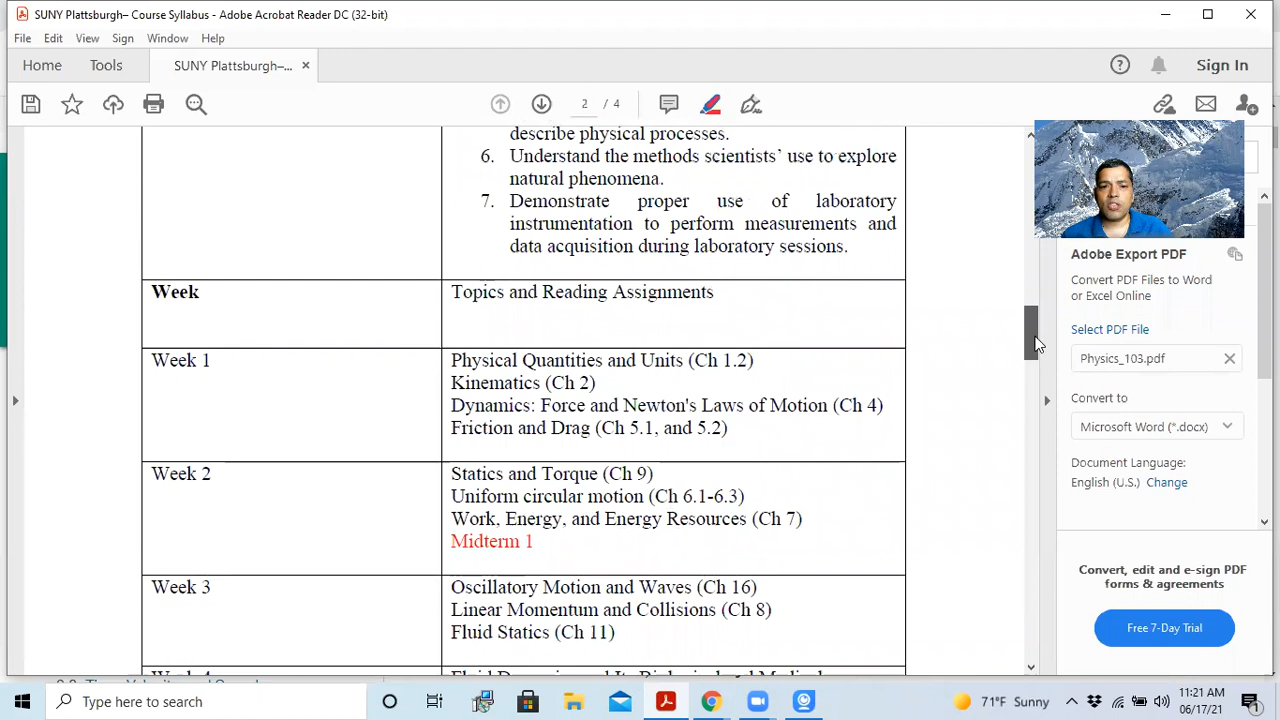 SUNY Plattsburgh– Course Syllabus - Adobe Acrobat Reader DC (32-bit)
File Edit View Sign Window Help
Home Tools SUNY Plattsburgh–... × Sign In
2 / 4
describe physical processes.
6. Understand the methods scientists’ use to explore
natural phenomena.
7. Demonstrate proper use of laboratory
instrumentation to perform measurements and
data acquisition during laboratory sessions.
Week
Topics and Reading Assignments
Week 1
Physical Quantities and Units (Ch 1.2)
Kinematics (Ch 2)
Dynamics: Force and Newton's Laws of Motion (Ch 4)
Friction and Drag (Ch 5.1, and 5.2)
Week 2
Statics and Torque (Ch 9)
Uniform circular motion (Ch 6.1-6.3)
Work, Energy, and Energy Resources (Ch 7)
Midterm 1
Week 3
Oscillatory Motion and Waves (Ch 16)
Linear Momentum and Collisions (Ch 8)
Fluid Statics (Ch 11)
Adobe Export PDF
Convert PDF Files to Word
or Excel Online
Select PDF File
Physics_103.pdf
Convert to
Microsoft Word (*.docx)
Document Language:
English (U.S.) Change
Convert, edit and e-sign PDF
forms & agreements
Free 7-Day Trial
Type here to search
71°F Sunny
11:21 AM
06/17/21
1